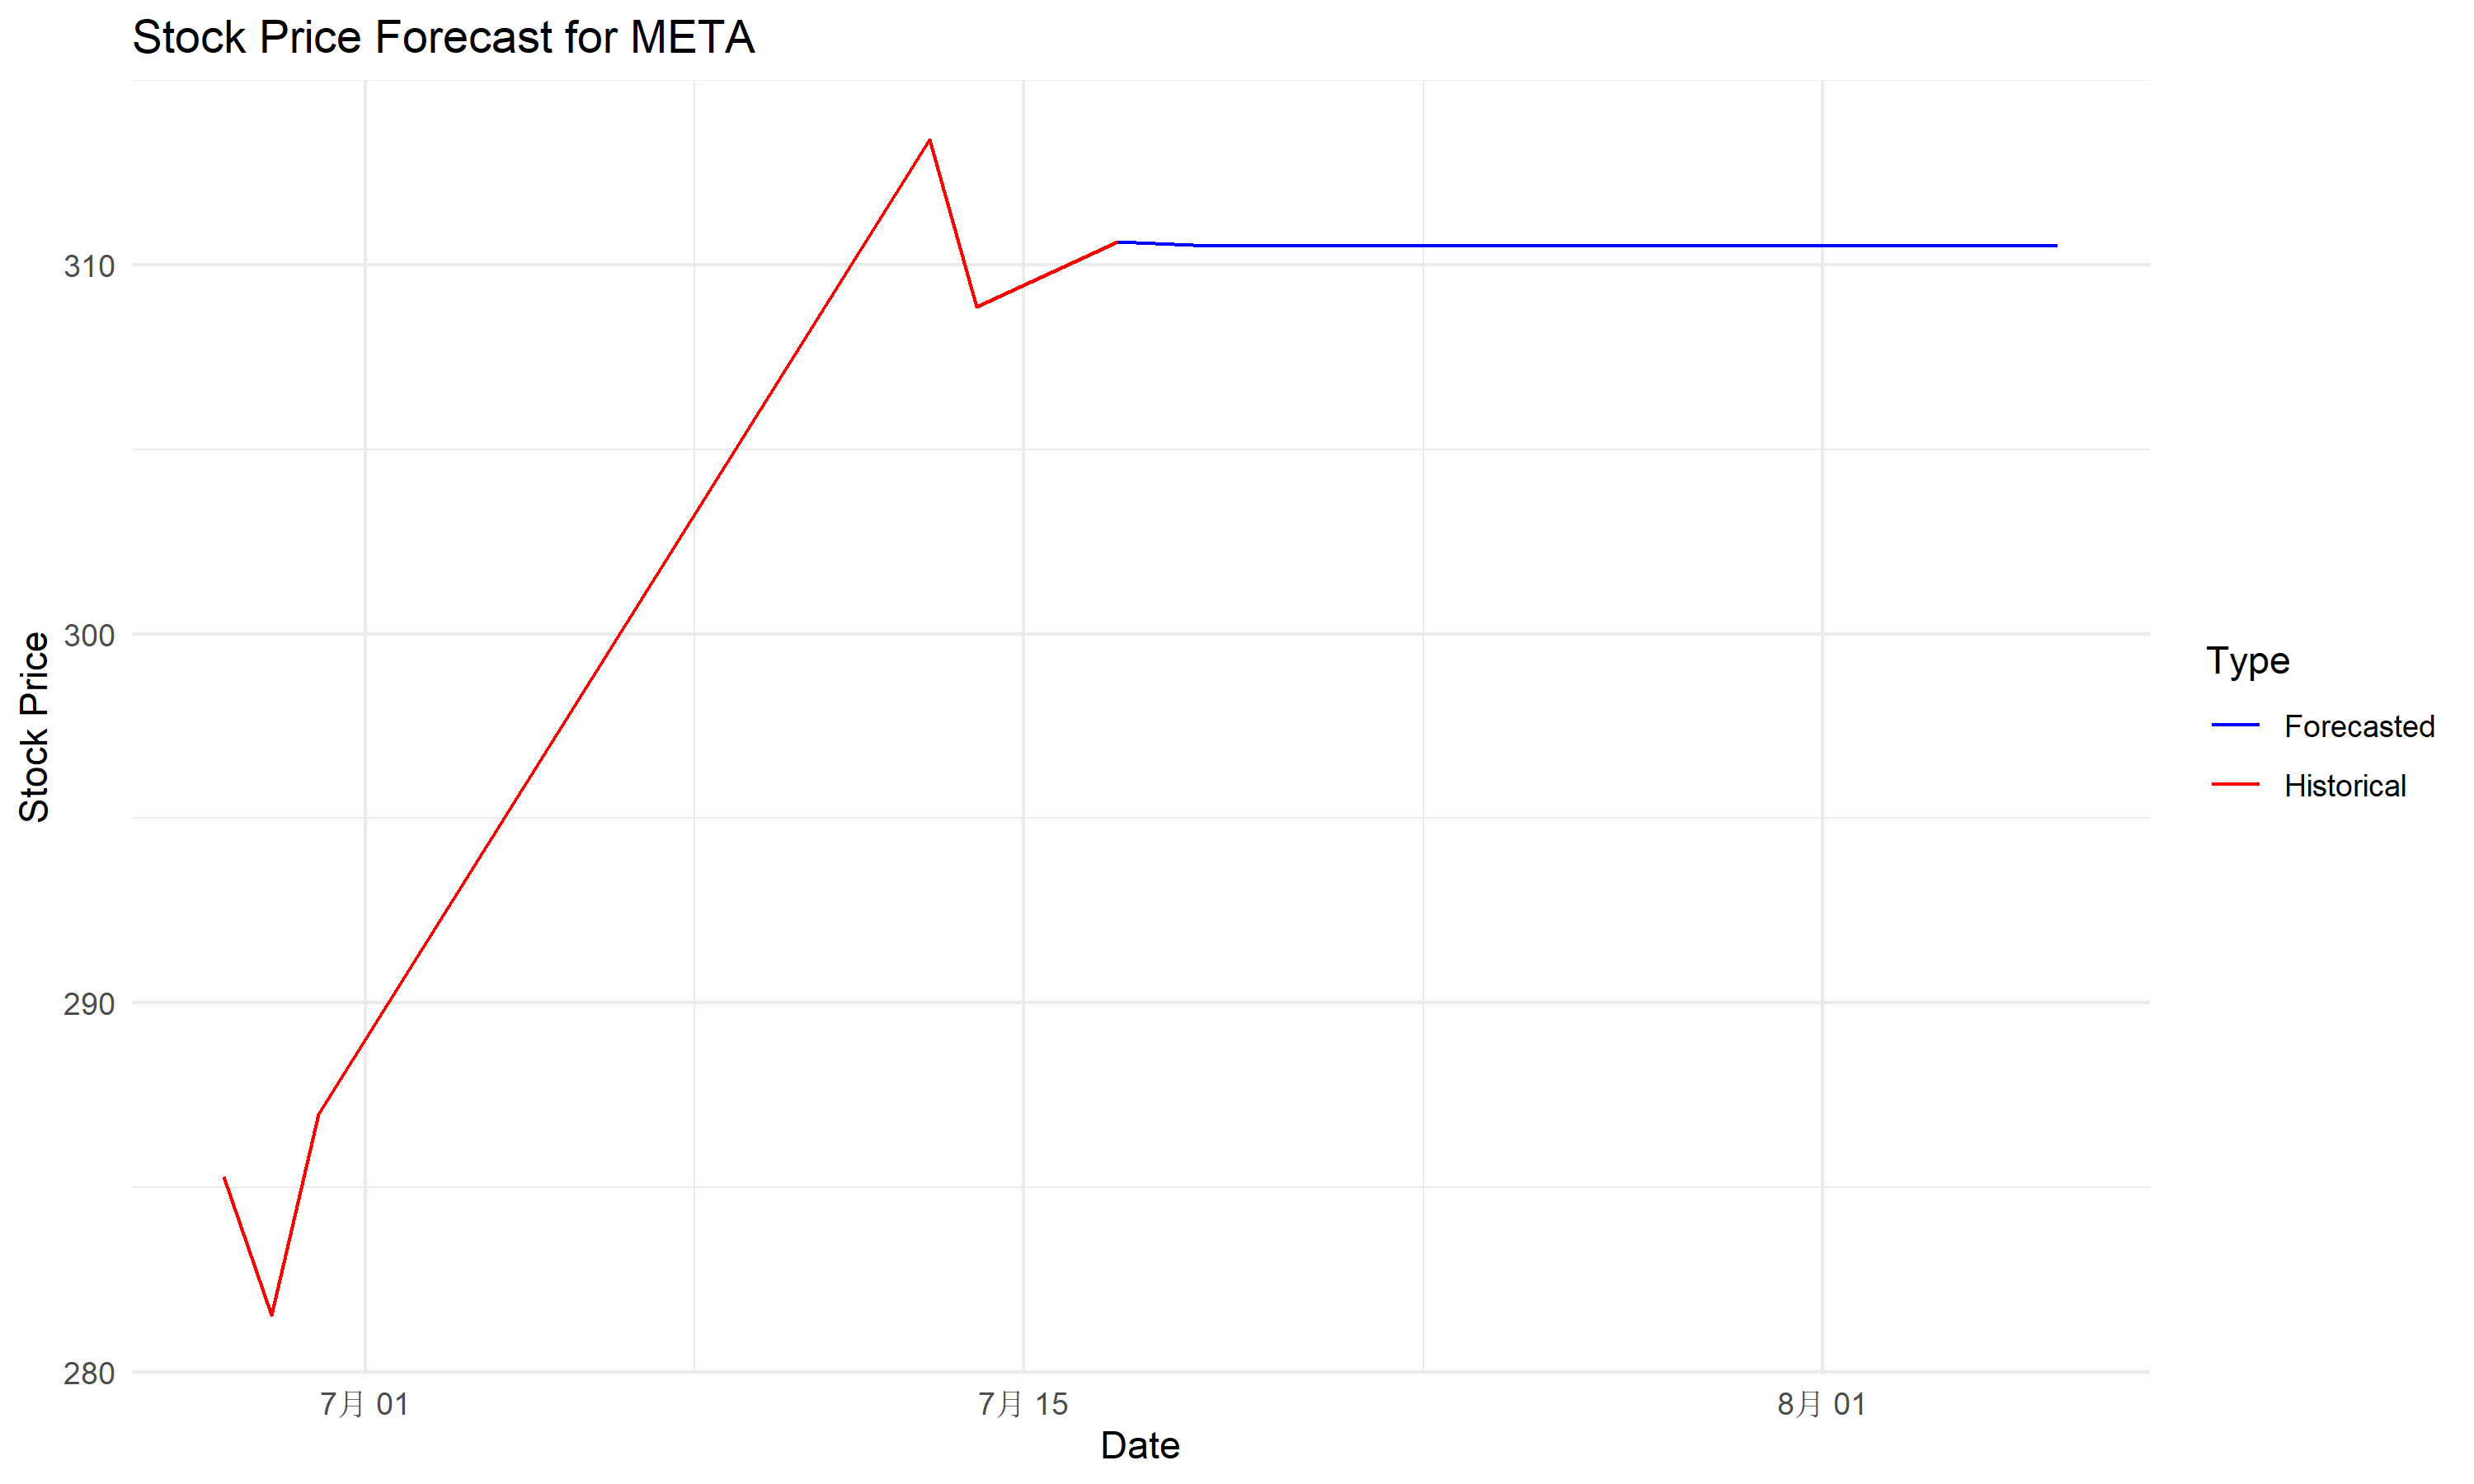 Stock Price Forecast for META
Stock Price
310
300
290
280
7月 01
7月 15
8月 01
Date
Type
Forecasted
Historical